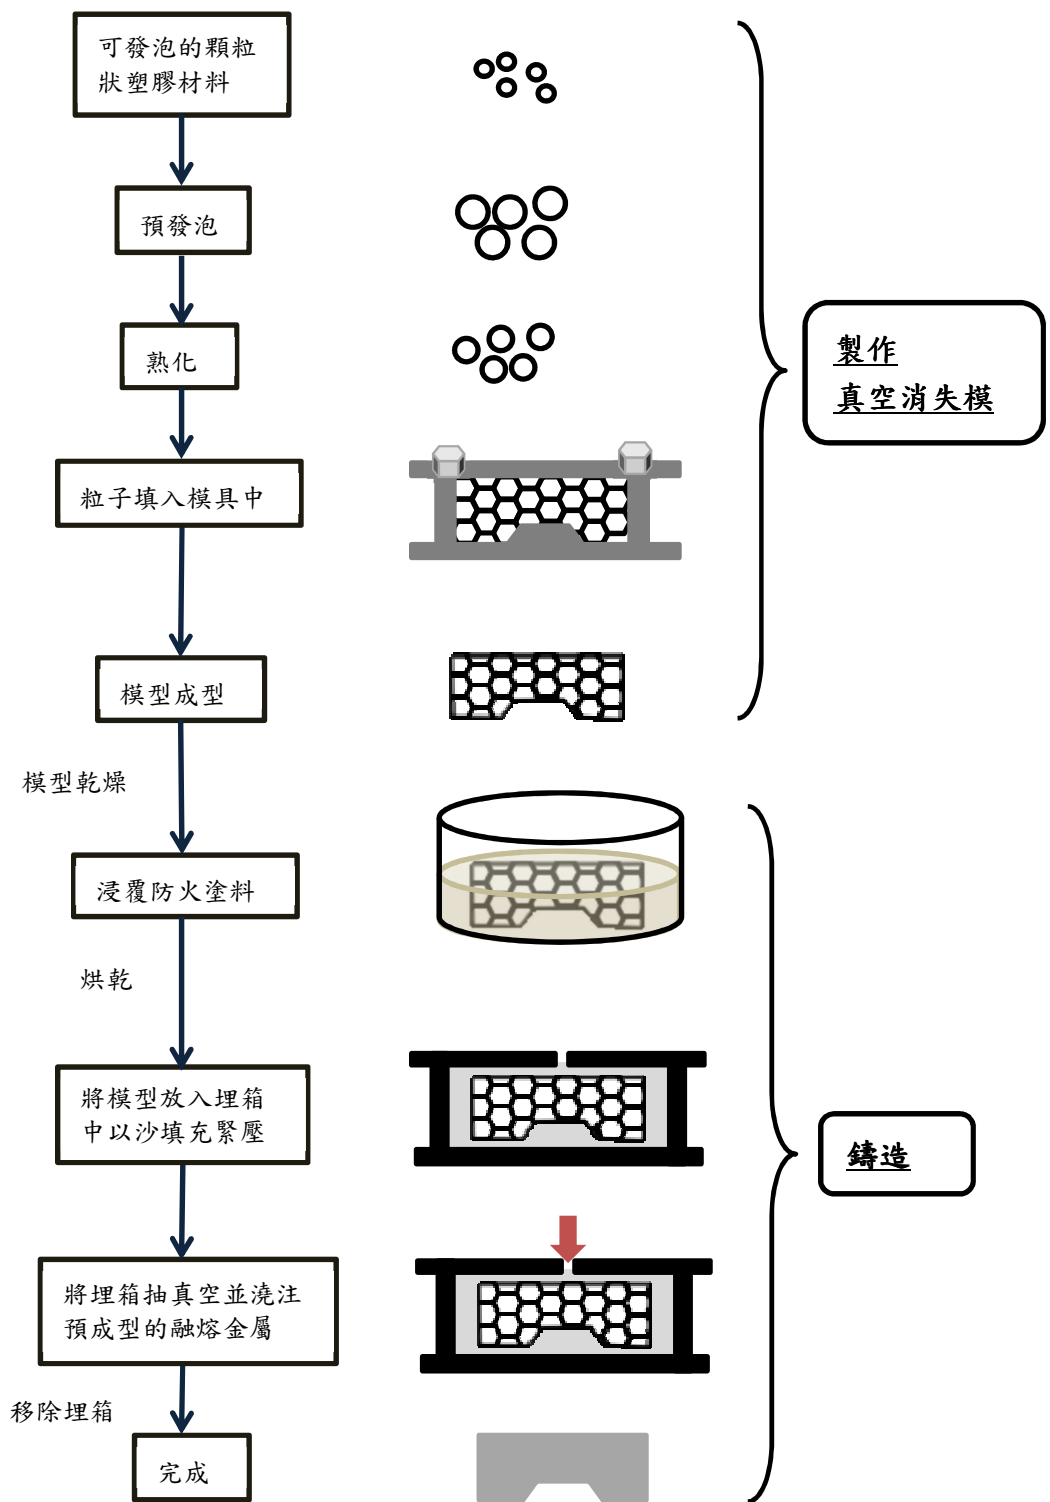 可發泡的顆粒
狀塑膠材料
預發泡
熟化
粒子填入模具中
模型成型
模型乾燥
浸覆防火塗料
烘乾
將模型放入埋箱
中以沙填充緊壓
將埋箱抽真空並澆注
預成型的融熔金屬
移除埋箱
完成
製作
真空消失模
鑄造